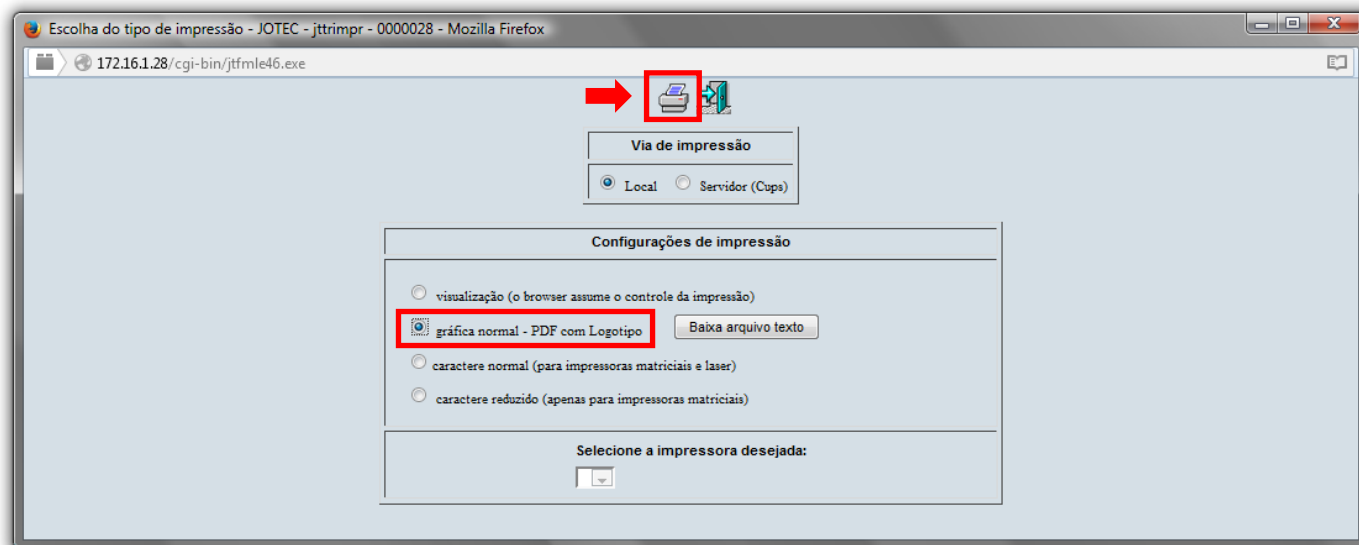 Escolha do tipo de impressão - JOTEC - jttrimpr - 0000028 - Mozilla Firefox
172.16.1.28/cgi-bin/jtfmle46.exe
Via de impressão
Local Servidor (Cups)
Configurações de impressão
visualização (o browser assume o controle da impressão)
gráfica normal - PDF com Logotipo Baixa arquivo texto
caractere normal (para impressoras matriciais e laser)
caractere reduzido (apenas para impressoras matriciais)
Selecione a impressora desejada: